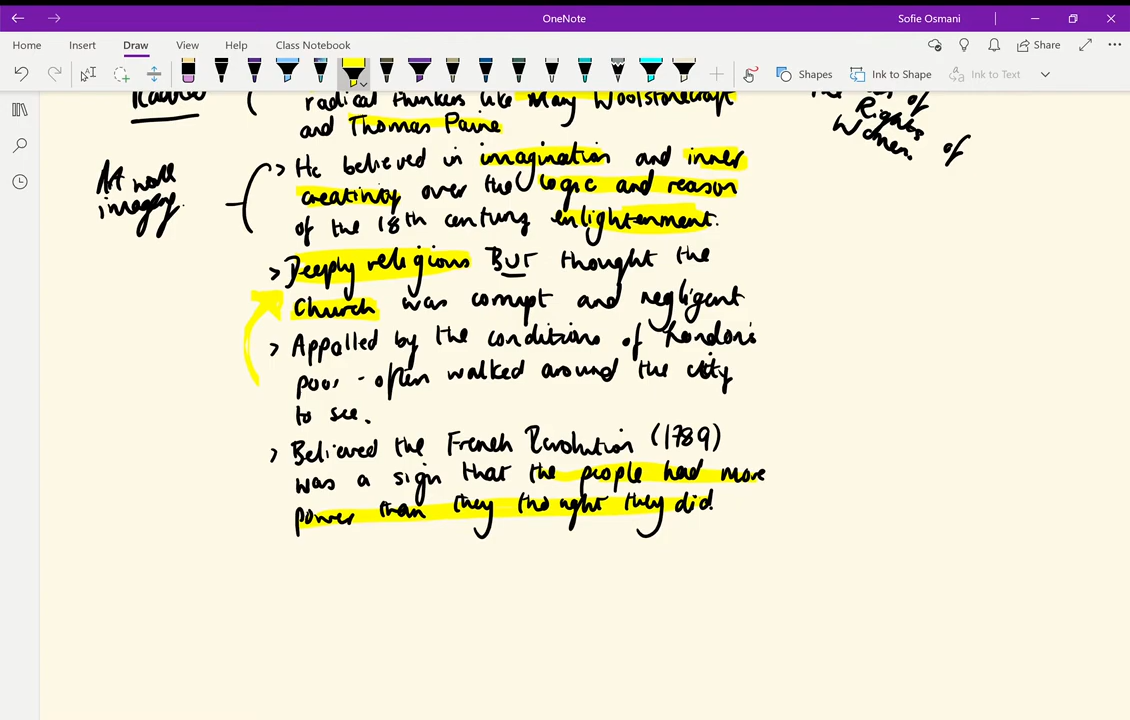 OneNote
Sofie Osmani
Home Insert Draw View Help Class Notebook
Share
Shapes
Ink to Shape
Ink to Text
radical thinkers like Mary Woolstonecraft
and Thomas Paine
Rights
of
Women.
of
Art work
imagery.
> He believed in imagination and inner
creativity over the logic and reason
of the 18th century enlightenment.
> Deeply religious BUT thought the
Church was corrupt and negligent
> Appalled by the conditions of London's
poor - often walked around the city
to see.
> Believed the French Revolution (1789)
was a sign that the people had more
power than they thought they did.